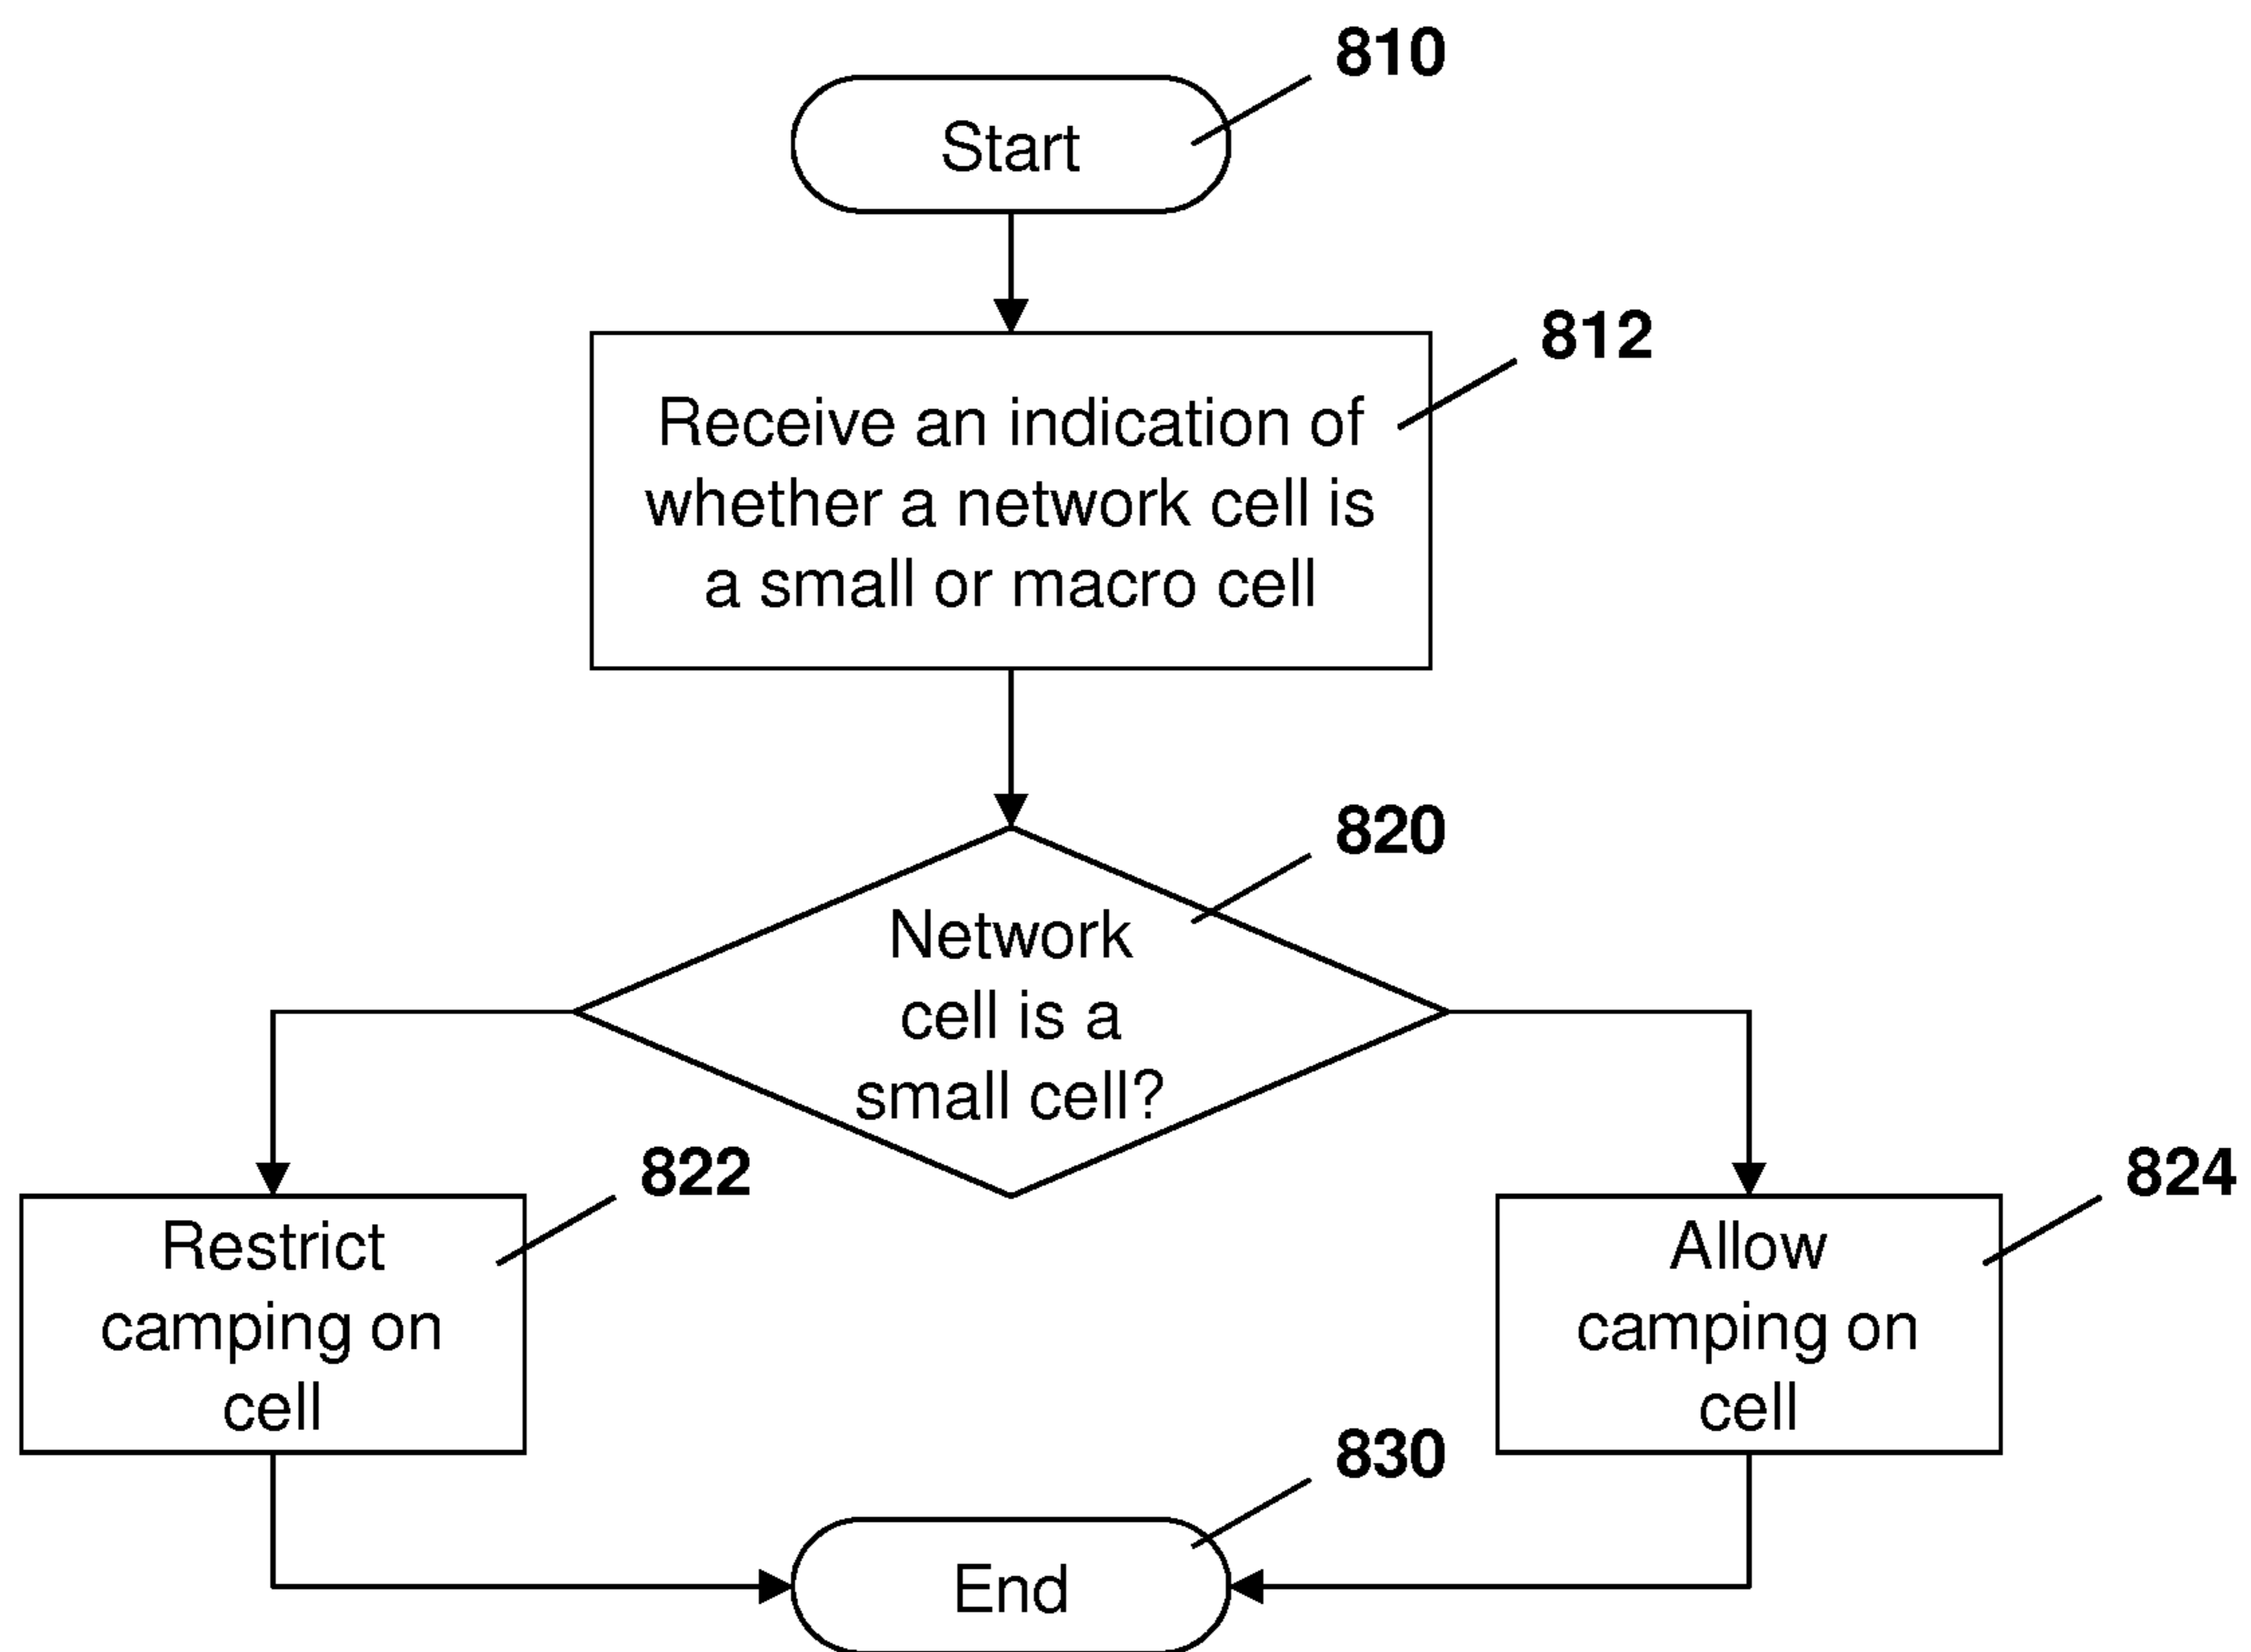 810
Start
812
Receive an indication of
whether a network cell is
a small or macro cell
820
Network
cell is a
small cell?
822
Restrict
camping on
cell
824
Allow
camping on
cell
830
End